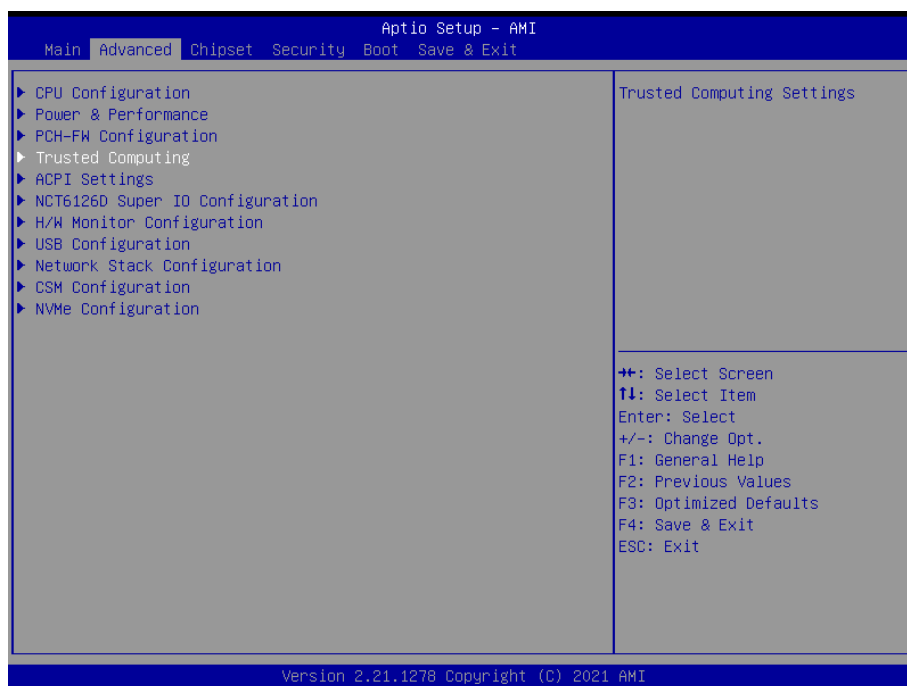 Aptio Setup – AMI
Main Advanced Chipset Security Boot Save & Exit
CPU Configuration
Power & Performance
PCH-FW Configuration
Trusted Computing
ACPI Settings
NCT6126D Super IO Configuration
H/W Monitor Configuration
USB Configuration
Network Stack Configuration
CSM Configuration
NVMe Configuration
Trusted Computing Settings
→←: Select Screen
↑↓: Select Item
Enter: Select
+/-: Change Opt.
F1: General Help
F2: Previous Values
F3: Optimized Defaults
F4: Save & Exit
ESC: Exit
Version 2.21.1278 Copyright (C) 2021 AMI